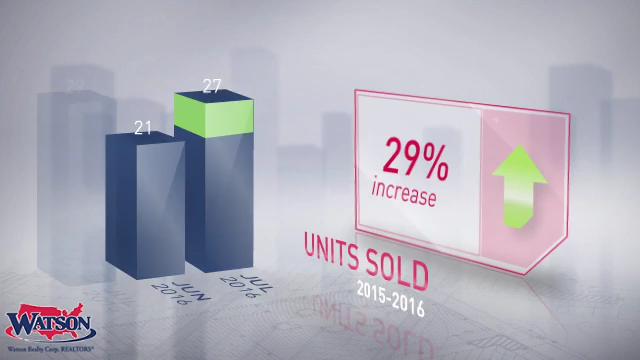 27
21
29%
increase
JUN
2016
JUL
2016
UNITS SOLD
2015-2016
WATSON
Watson Realty Corp. REALTORS®